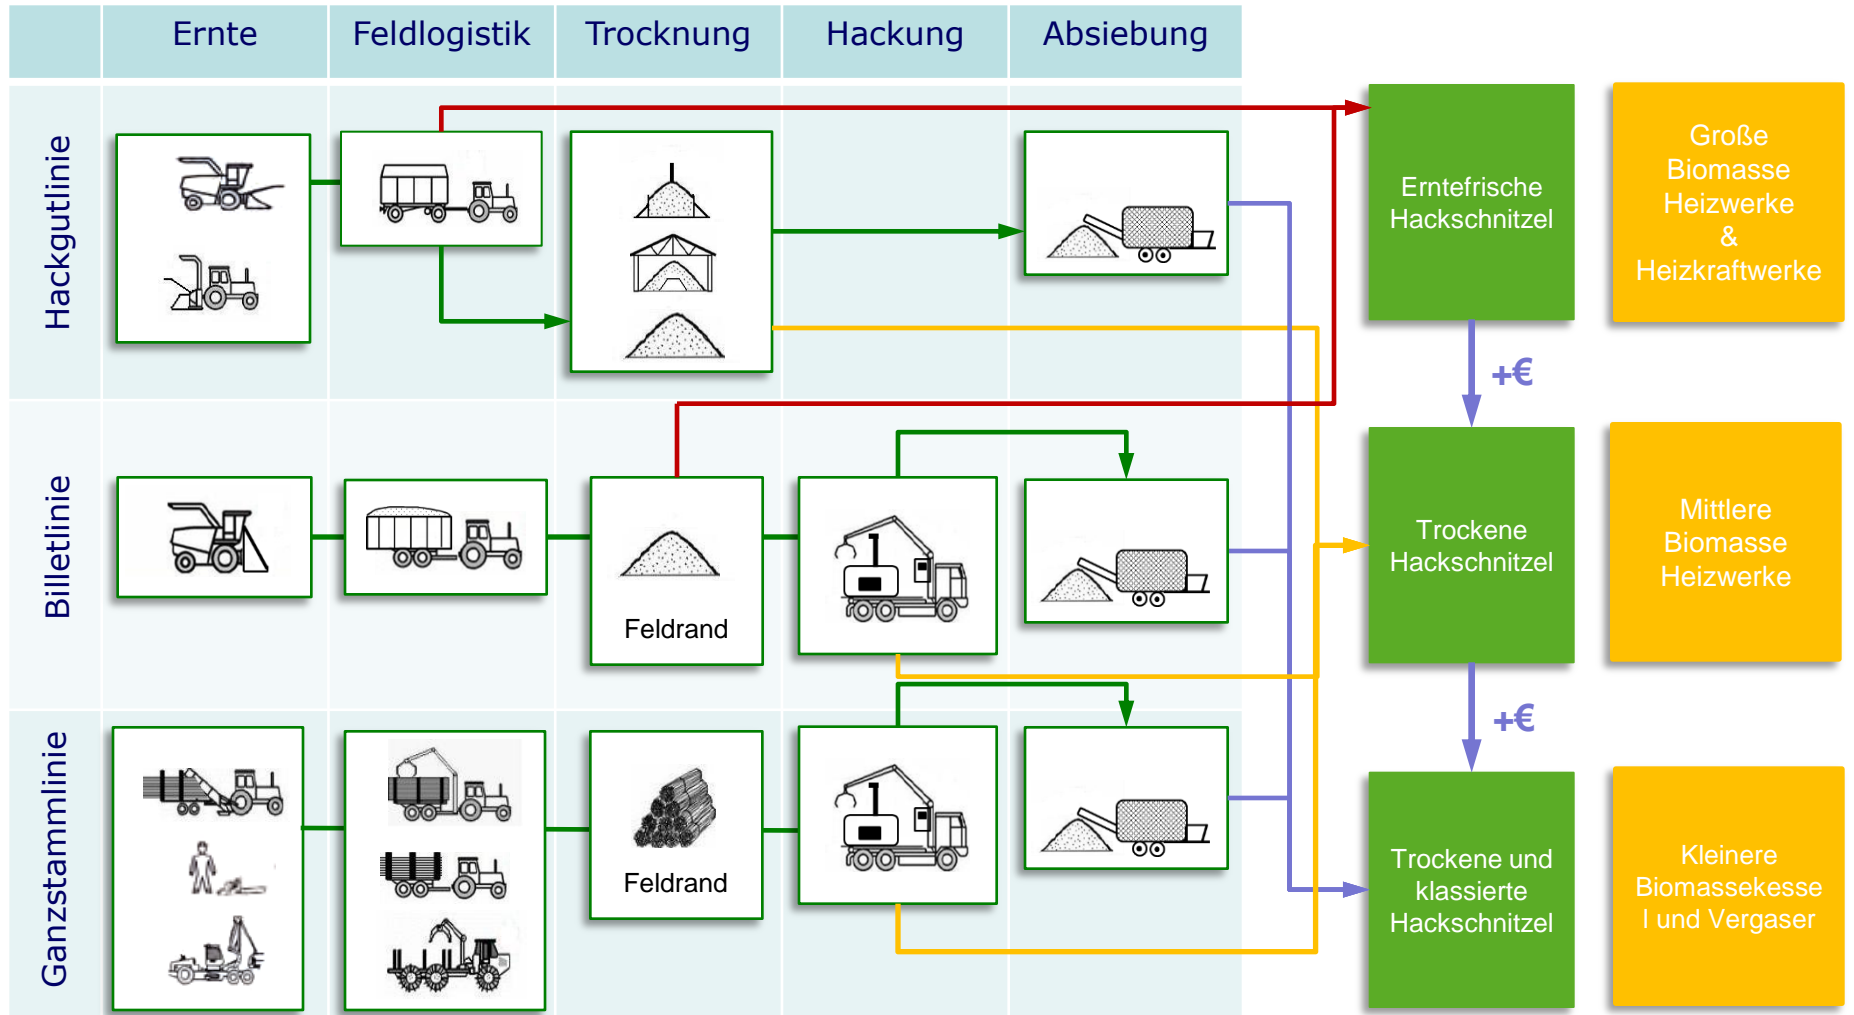 Ernte
Feldlogistik
Trocknung
Hackung
Absiebung
Hackgutlinie
Erntefrische
Hackschnitzel
Große
Biomasse
Heizwerke
&
Heizkraftwerke
+€
Billetlinie
Feldrand
Trockene
Hackschnitzel
Mittlere
Biomasse
Heizwerke
+€
Ganzstammlinie
Feldrand
Trockene und
klassierte
Hackschnitzel
Kleinere
Biomassekesse
l und Vergaser